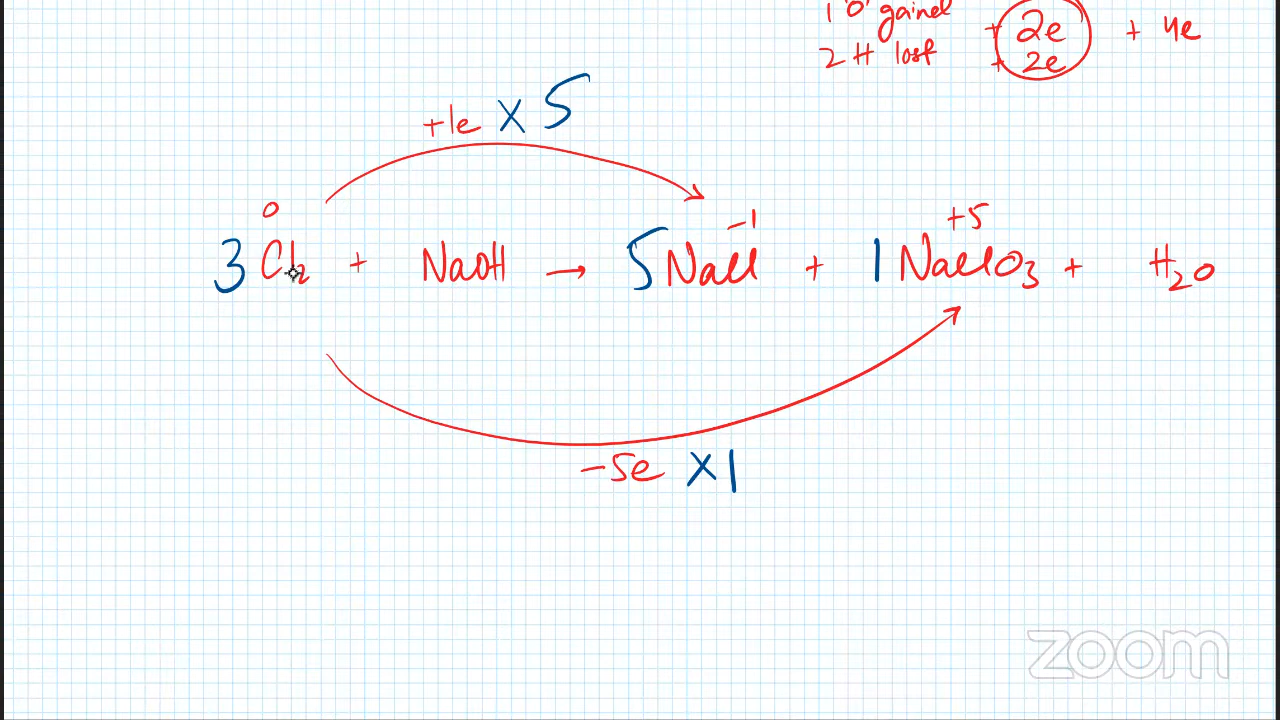 1 'O' gained + 2e + 4e
2 H lost + 2e
+1e × 5
0 -1 +5
3 Cl₂ + NaOH → 5 NaCl + 1 NaClO₃ + H₂O
-5e × 1
zoom